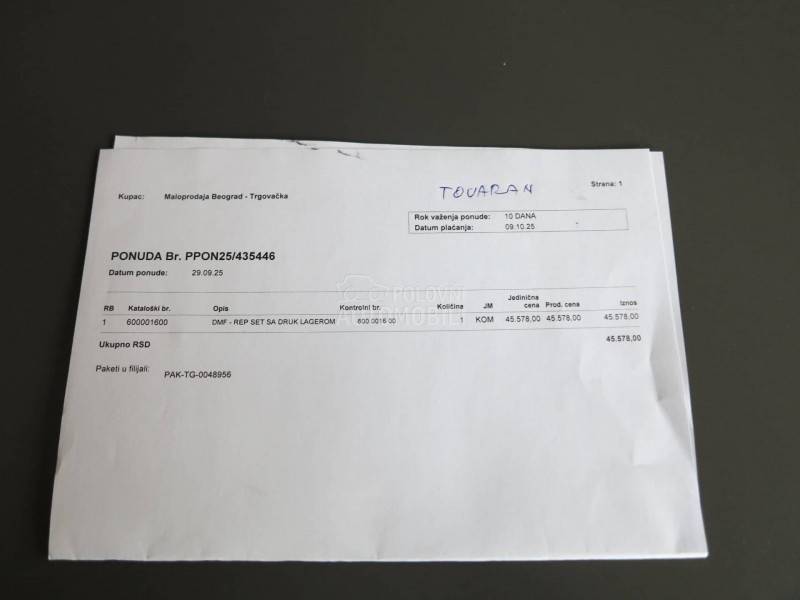 TOVARAN
Strana: 1
Kupac: Maloprodaja Beograd - Trgovačka
Rok važenja ponude: 10 DANA
Datum plaćanja: 09.10.25
PONUDA Br. PPON25/435446
Datum ponude: 29.09.25
POLOVNI AUTOMOBILI
RB Kataloški br. Opis Kontrolni br. Količina JM Jedinična cena Prod. cena Iznos
1 600001600 DMF - REP SET SA DRUK LAGEROM 600 0016 00 1 KOM 45.578,00 45.578,00 45.578,00
Ukupno RSD 45.578,00
Paketi u filijali: PAK-TG-0048956